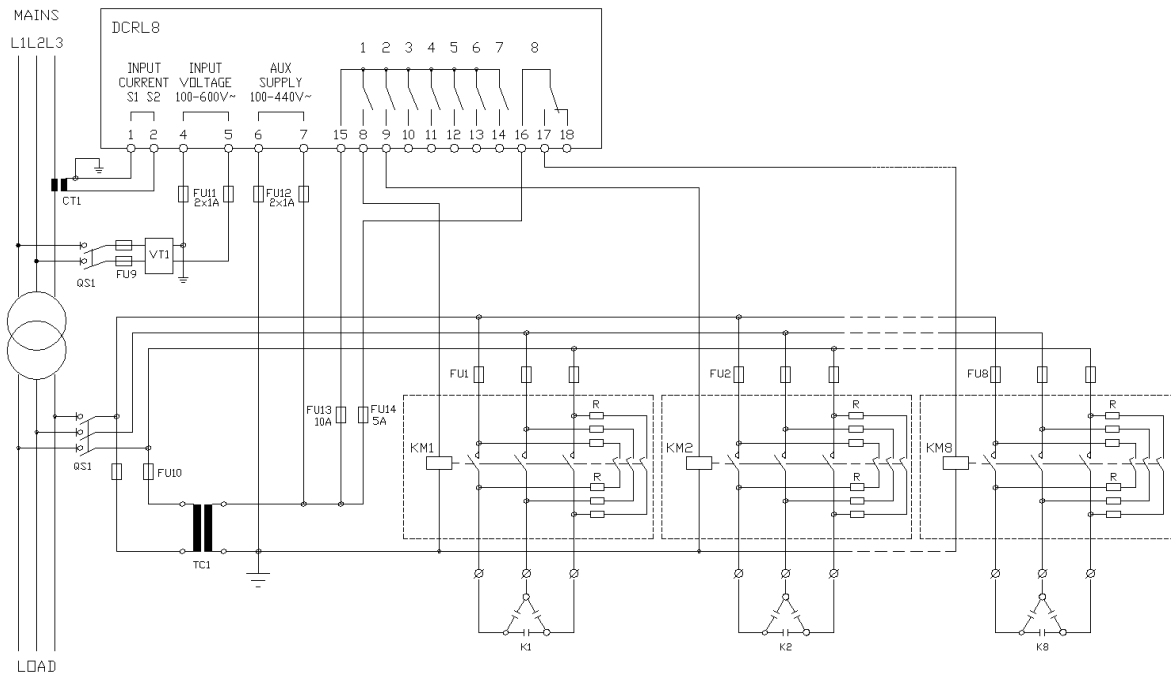 MAINS
L1L2L3
DCRL8
INPUT CURRENT S1 S2
INPUT VOLTAGE 100-600V~
AUX SUPPLY 100-440V~
1 2 3 4 5 6 7 8
1 2 4 5 6 7 15 8 9 10 11 12 13 14 16 17 18
CT1
FU11 2x1A
FU12 2x1A
VT1
FU9
QS1
FU1
FU2
FU8
FU13 10A
FU14 5A
R
R
R
QS1
FU10
KM1
KM2
KM8
R
R
R
TC1
K1
K2
K8
LOAD